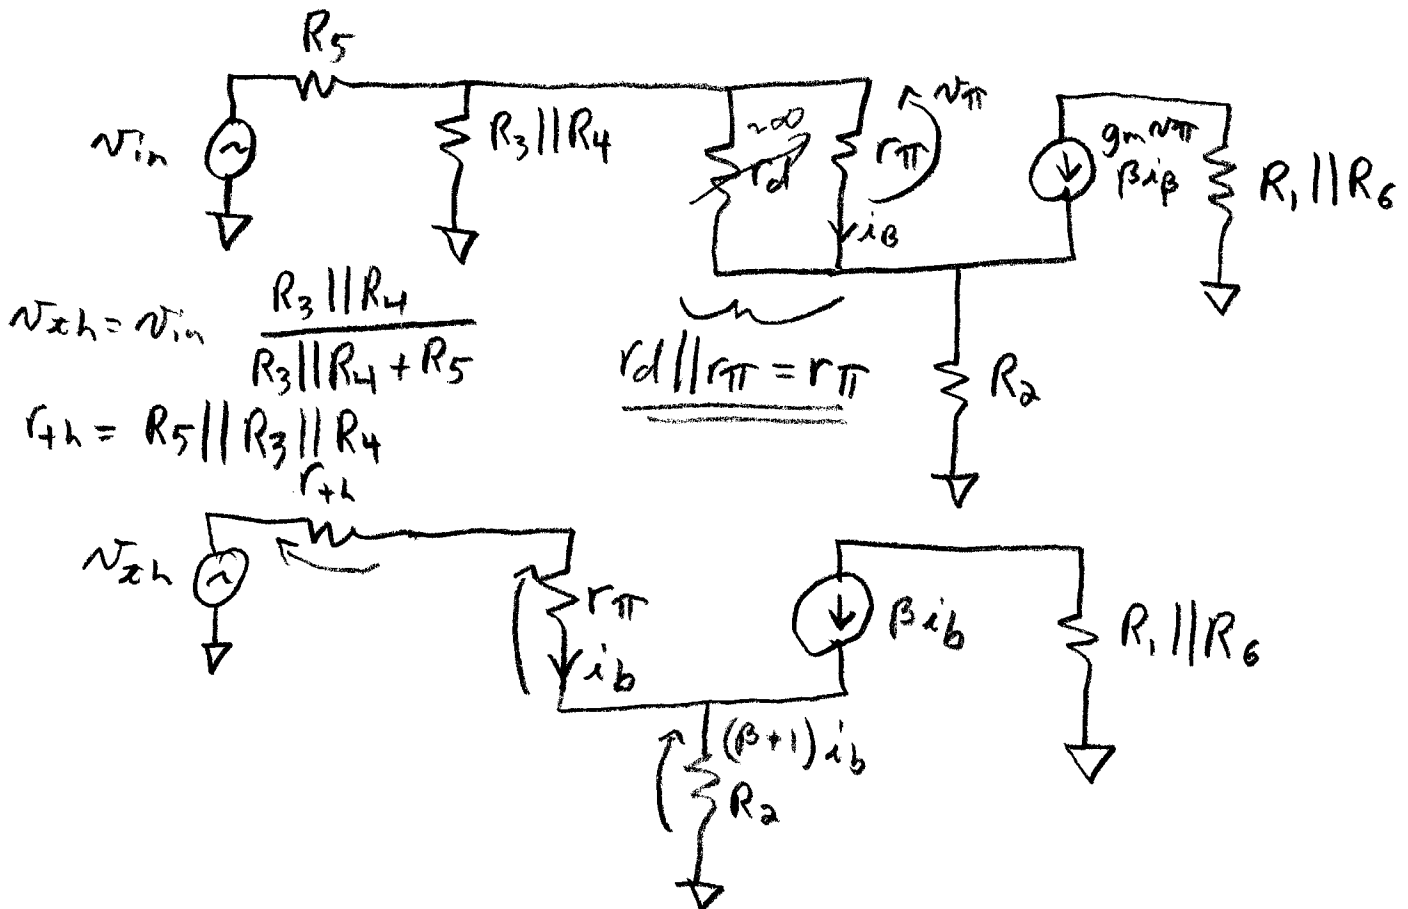 R5
vin
R3||R4
≈∞
rd
rπ
vπ
iB
gmvπ
βiβ
R1||R6
vth = vin R3||R4 / R3||R4 + R5
rd||rπ = rπ
R2
rth = R5||R3||R4
rth
vth
rπ
ib
βib
R1||R6
(β+1)ib
R2